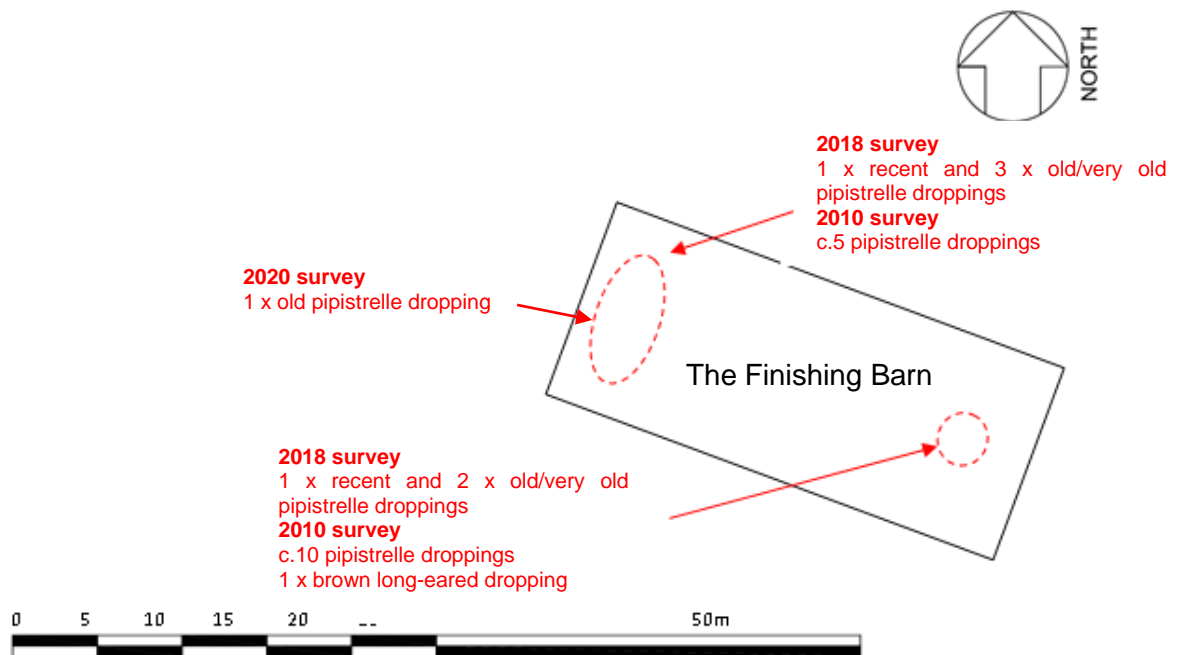 NORTH
2018 survey
1 x recent and 3 x old/very old
pipistrelle droppings
2010 survey
c.5 pipistrelle droppings
2020 survey
1 x old pipistrelle dropping
The Finishing Barn
2018 survey
1 x recent and 2 x old/very old
pipistrelle droppings
2010 survey
c.10 pipistrelle droppings
1 x brown long-eared dropping
0 5 10 15 20 50m